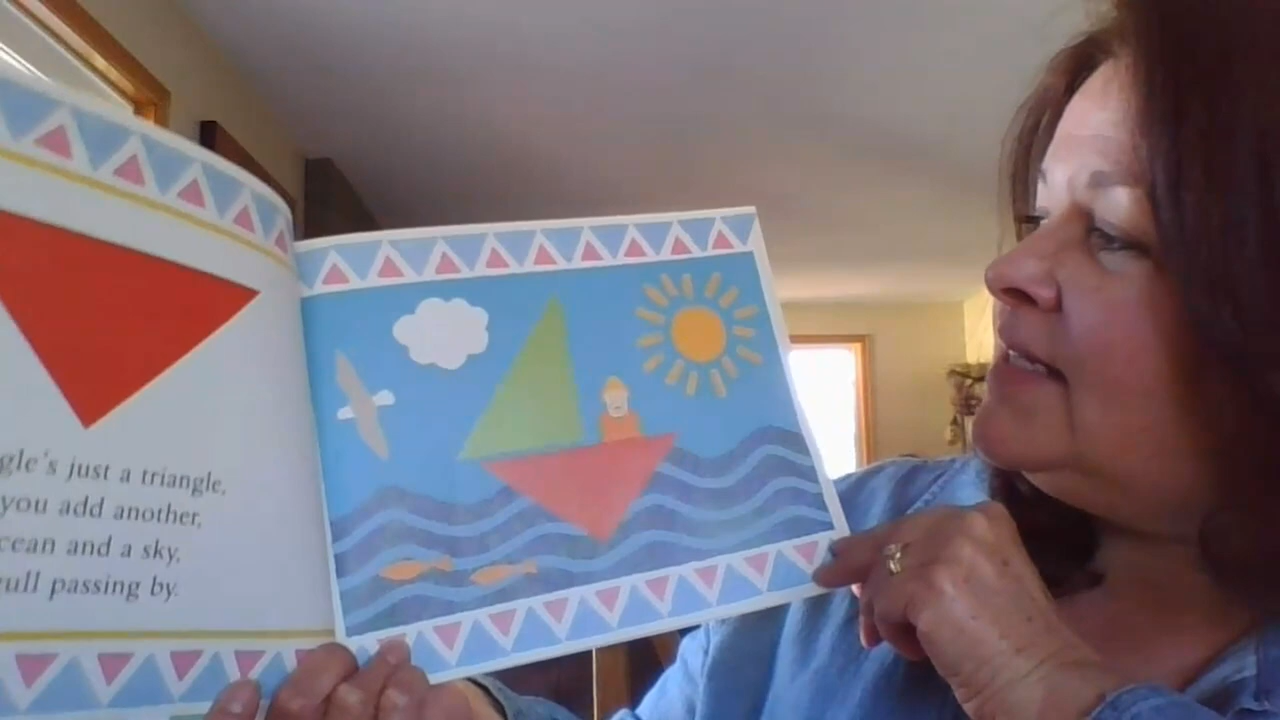 gle's just a triangle,
you add another,
cean and a sky,
ull passing by.